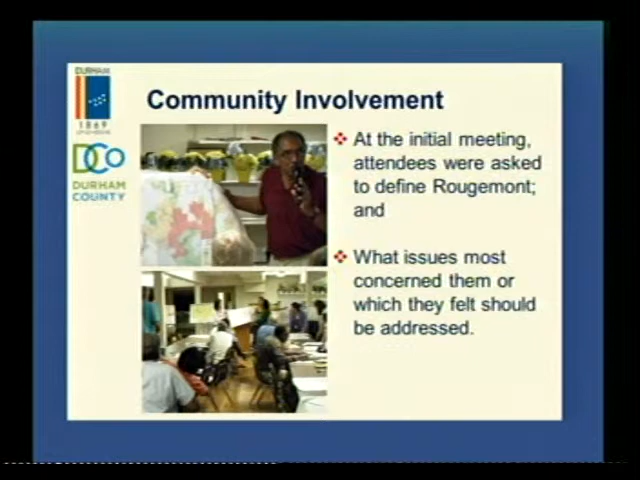 DURHAM
1869
DCo
DURHAM
COUNTY
Community Involvement
At the initial meeting,
attendees were asked
to define Rougemont;
and
What issues most
concerned them or
which they felt should
be addressed.